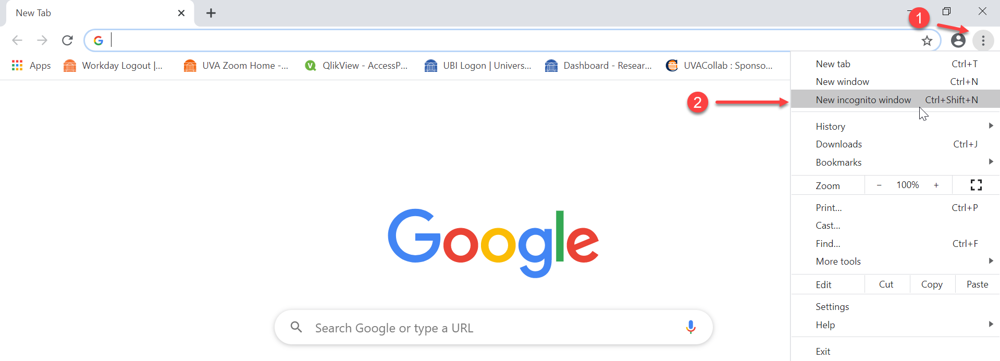 New Tab
1
Apps
Workday Logout |...
UVA Zoom Home -...
QlikView - AccessP...
UBI Logon | Univers...
Dashboard - Resear...
UVACollab : Sponso...
New tab Ctrl+T
New window Ctrl+N
2
New incognito window Ctrl+Shift+N
History
Downloads Ctrl+J
Bookmarks
Zoom − 100% +
Print... Ctrl+P
Cast...
Find... Ctrl+F
More tools
Edit Cut Copy Paste
Settings
Help
Exit
Google
Search Google or type a URL